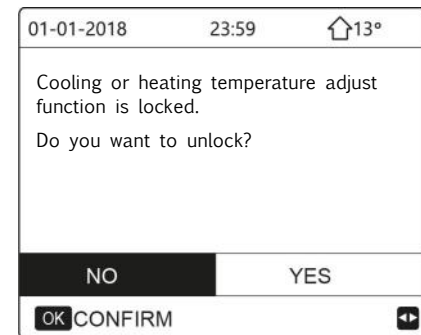 01-01-2018 23:59 13°
Cooling or heating temperature adjust
function is locked.
Do you want to unlock?
NO YES
OK CONFIRM